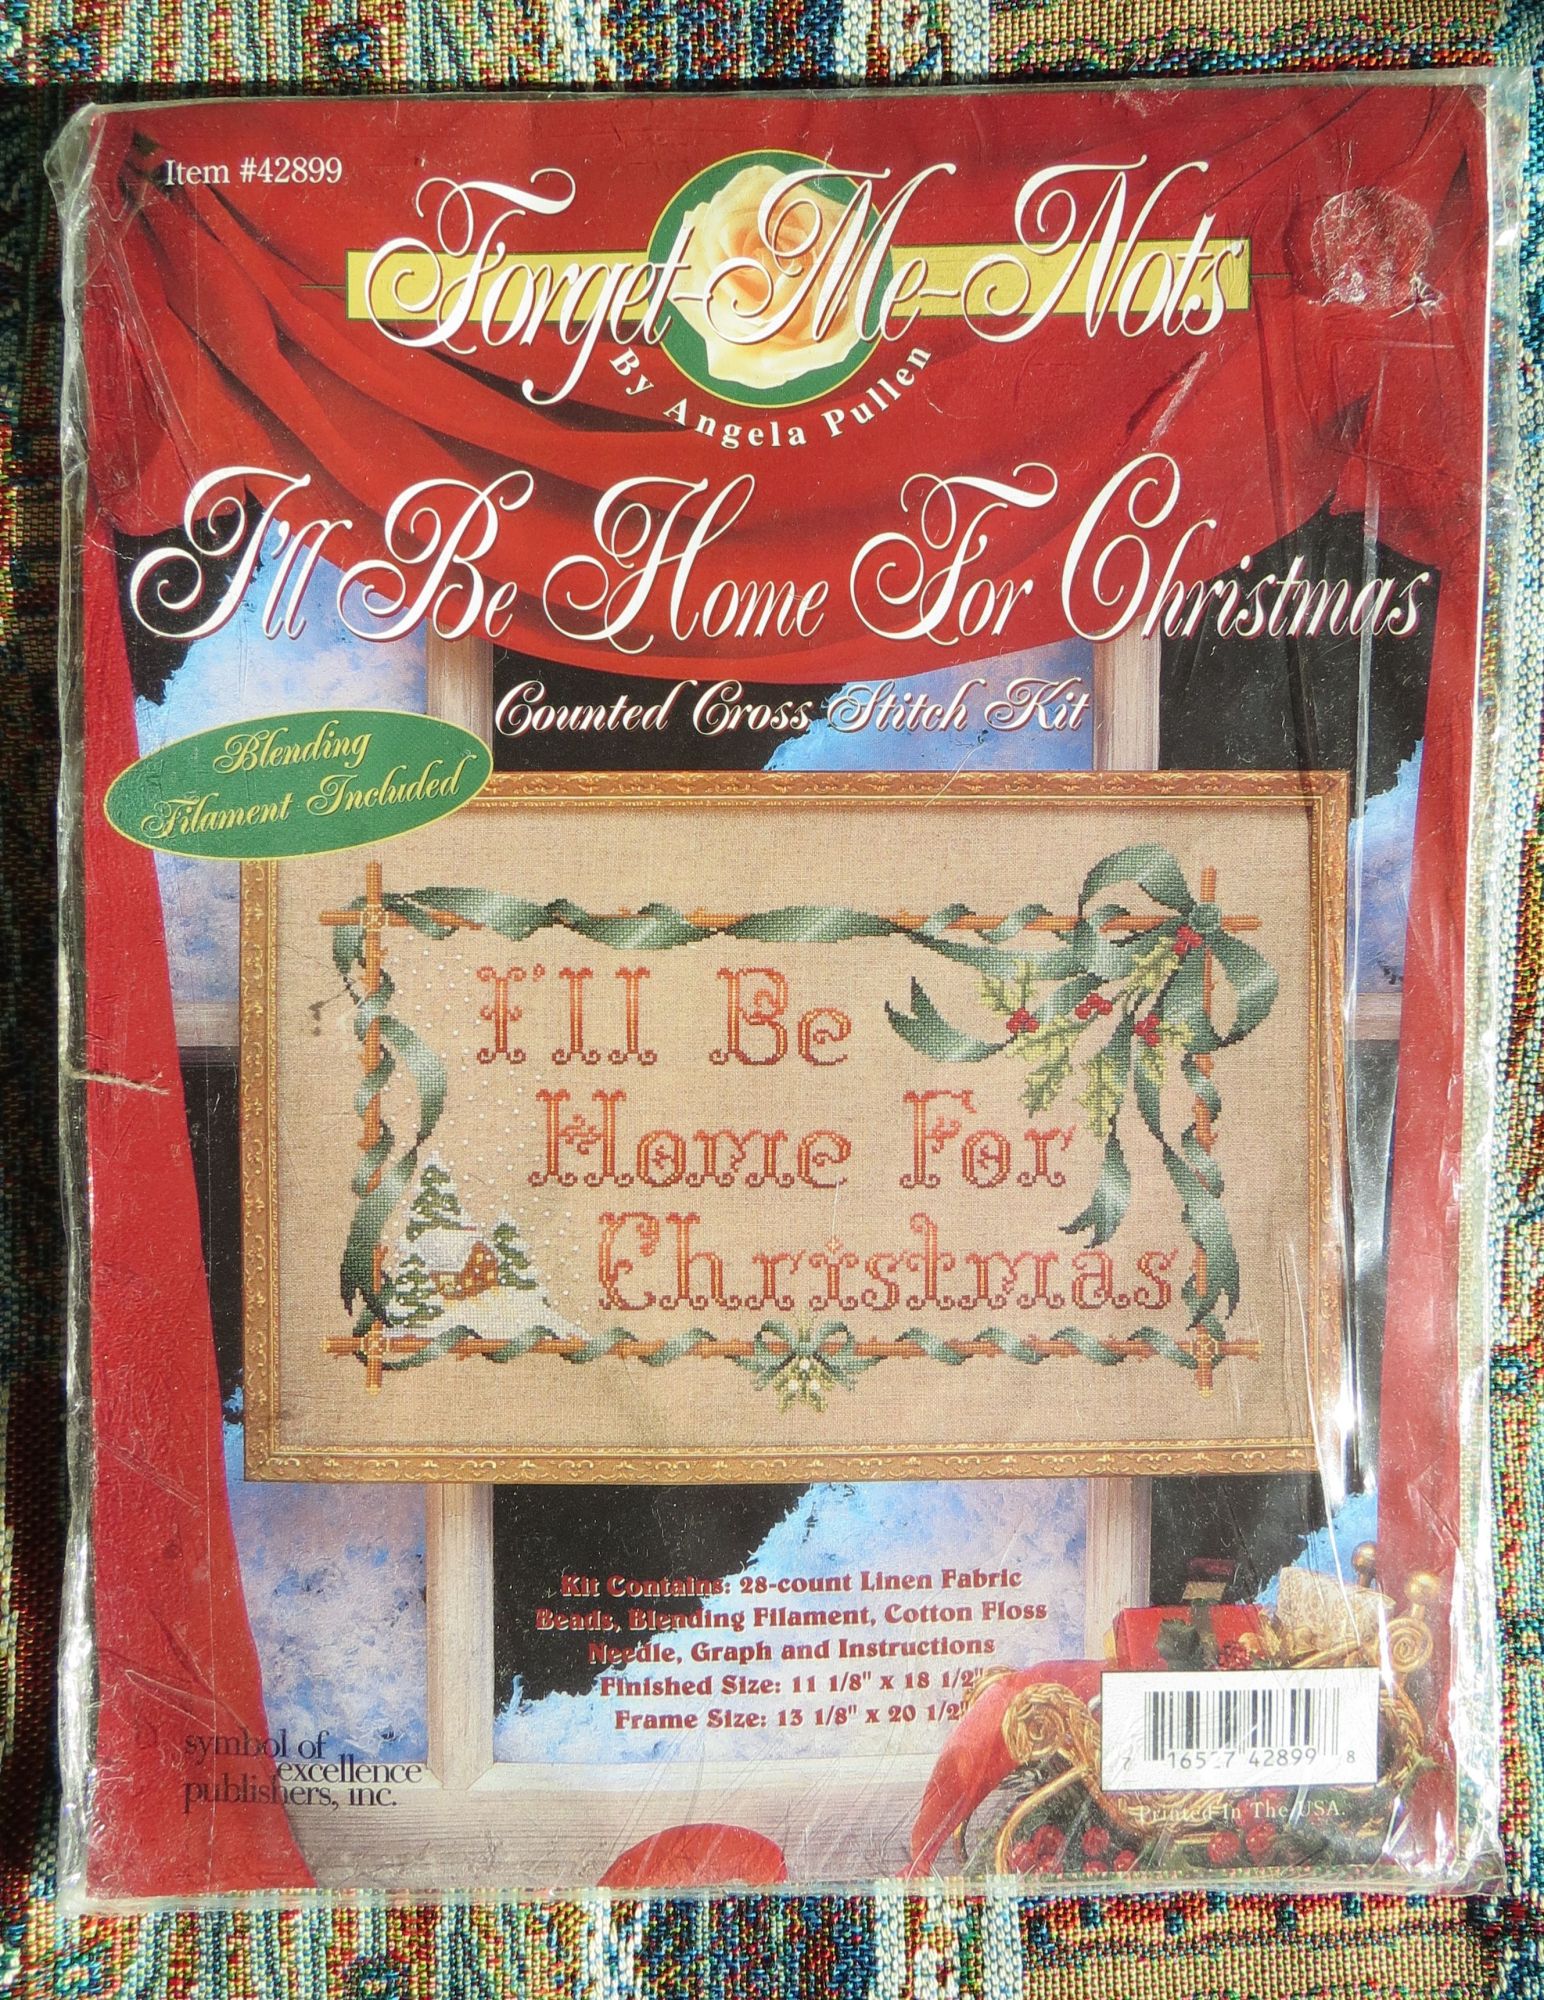 Item #42899
Forget-Me-Nots
By Angela Pullen
I'll Be Home For Christmas
Counted Cross Stitch Kit
Blending
Filament Included
I'll Be
Home For
Christmas
Kit Contains: 28-count Linen Fabric
Beads, Blending Filament, Cotton Floss
Needle, Graph and Instructions
Finished Size: 11 1/8" x 18 1/2"
Frame Size: 13 1/8" x 20 1/2"
symbol of
excellence
publishers, inc.
7 42899 8
Printed In The USA.